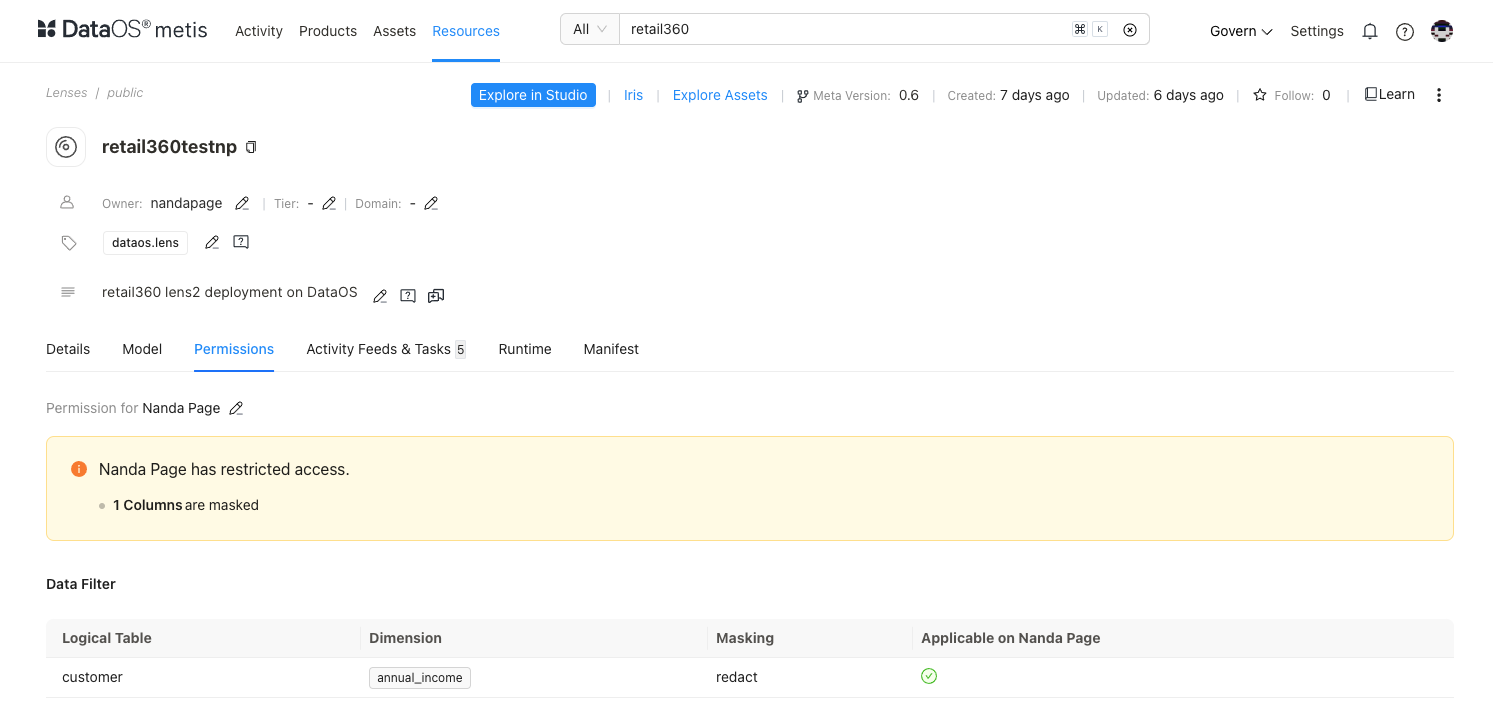 DataOS® metis Activity Products Assets Resources All retail360 ⌘ K Govern Settings
Lenses / public Explore in Studio | Iris | Explore Assets | Meta Version: 0.6 | Created: 7 days ago | Updated: 6 days ago | Follow: 0 | Learn
retail360testnp
Owner: nandapage | Tier: - | Domain: -
dataos.lens
retail360 lens2 deployment on DataOS
Details Model Permissions Activity Feeds & Tasks 5 Runtime Manifest
Permission for Nanda Page
Nanda Page has restricted access.
1 Columns are masked
Data Filter
Logical Table Dimension Masking Applicable on Nanda Page
customer annual_income redact